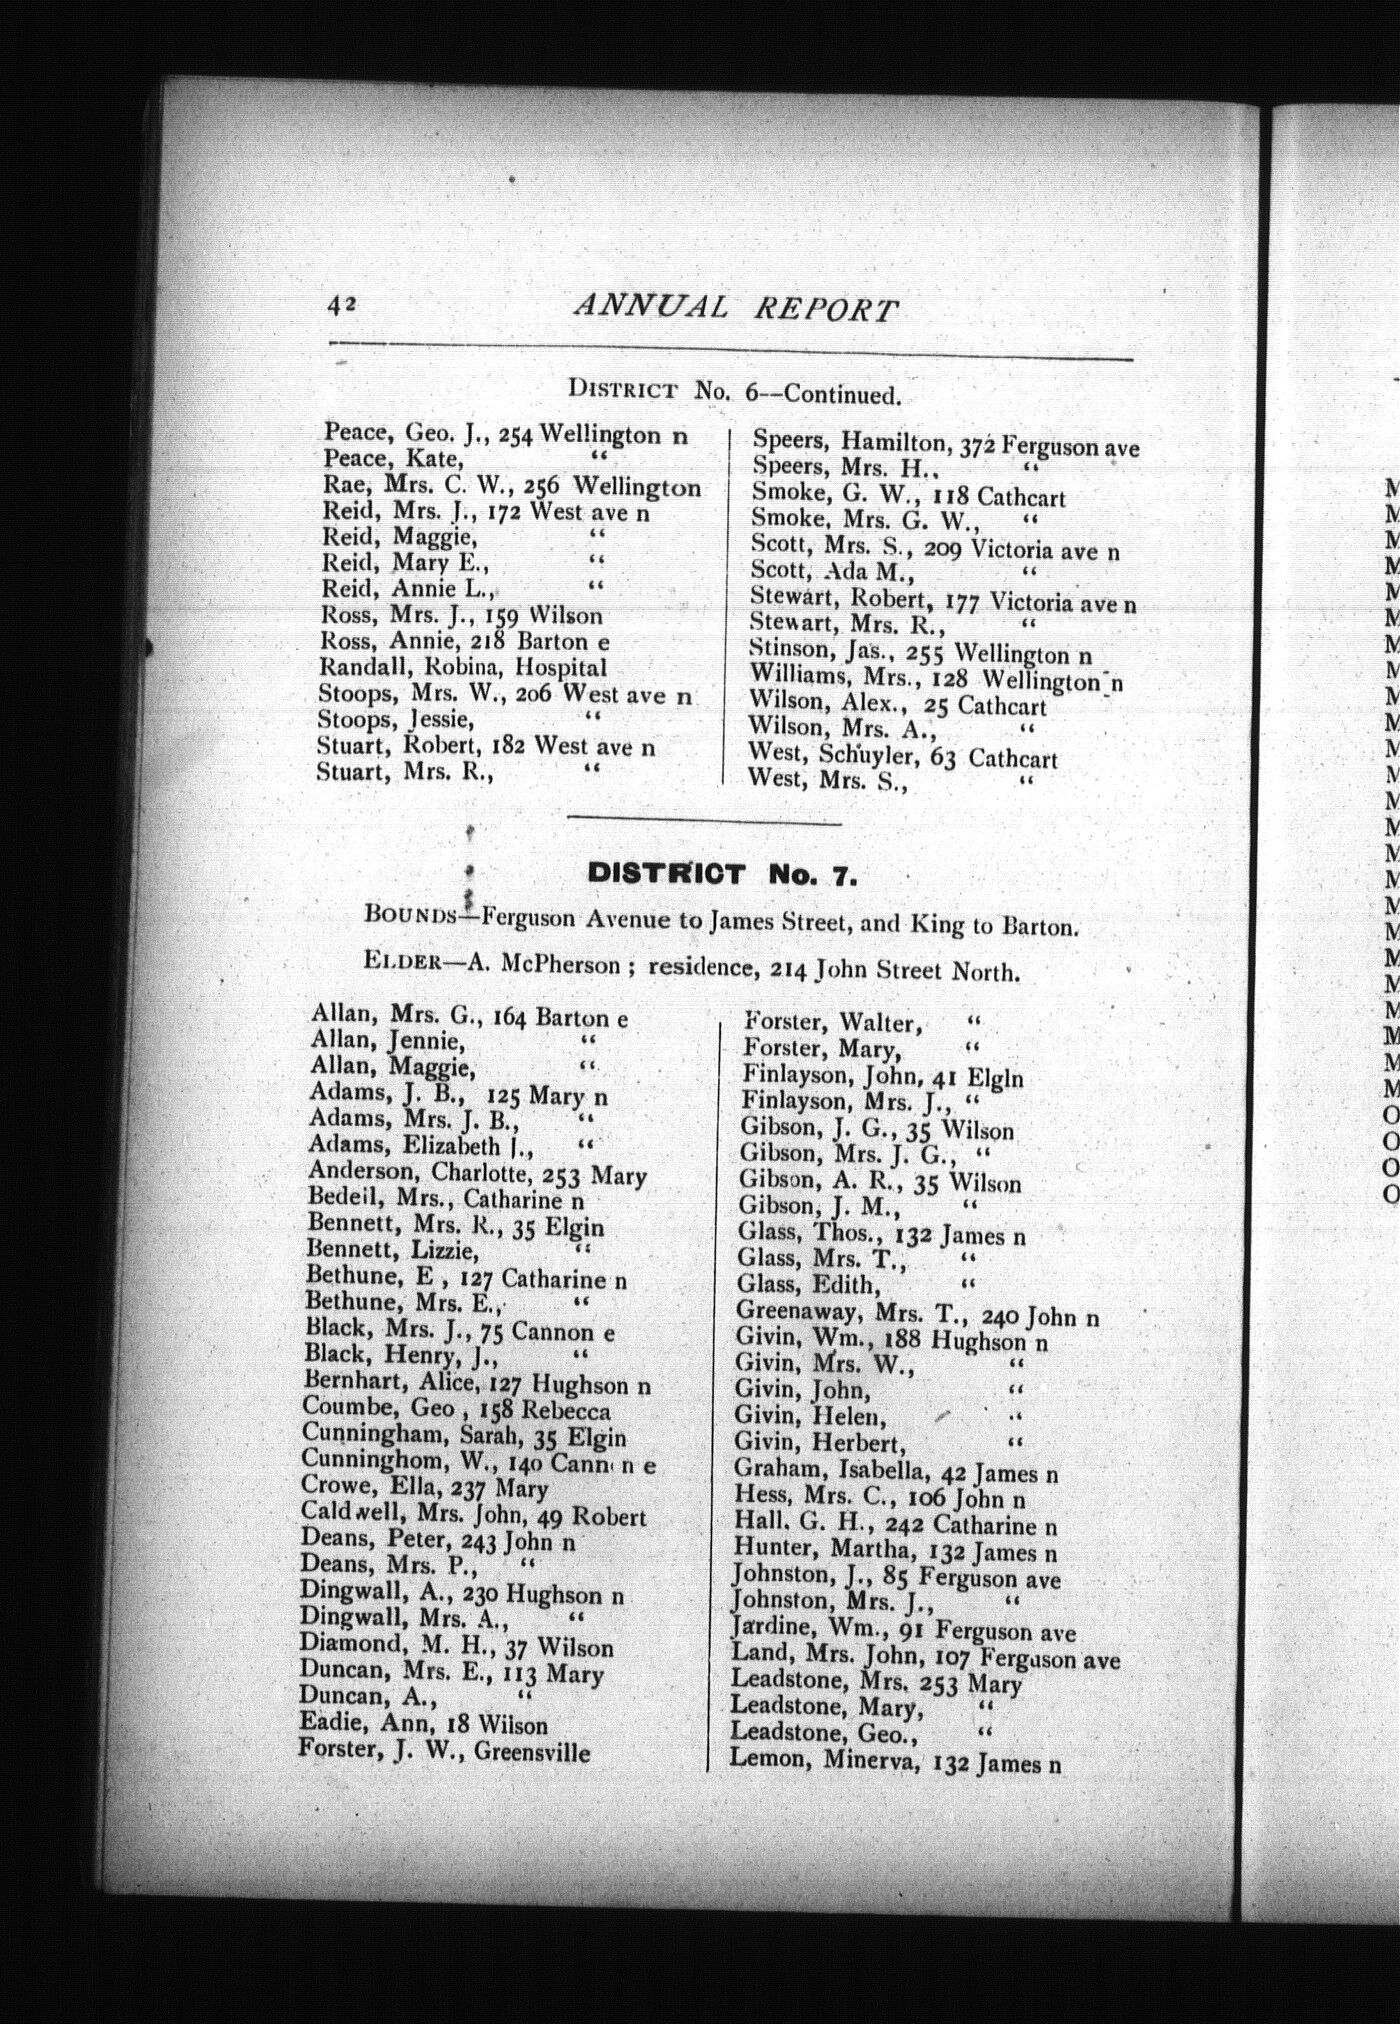 42
ANNUAL REPORT
DISTRICT No. 6—Continued.
Peace, Geo. J., 254 Wellington n
Peace, Kate, “
Rae, Mrs. C. W., 256 Wellington
Reid, Mrs. J., 172 West ave n
Reid, Maggie, “
Reid, Mary E., “
Reid, Annie L., “
Ross, Mrs. J., 159 Wilson
Ross, Annie, 218 Barton e
Randall, Robina, Hospital
Stoops, Mrs. W., 206 West ave n
Stoops, Jessie, “
Stuart, Robert, 182 West ave n
Stuart, Mrs. R., “
Speers, Hamilton, 372 Ferguson ave
Speers, Mrs. H., “
Smoke, G. W., 118 Cathcart
Smoke, Mrs. G. W., “
Scott, Mrs. S., 209 Victoria ave n
Scott, Ada M., “
Stewart, Robert, 177 Victoria ave n
Stewart, Mrs. R., “
Stinson, Jas., 255 Wellington n
Williams, Mrs., 128 Wellington n
Wilson, Alex., 25 Cathcart
Wilson, Mrs. A., “
West, Schuyler, 63 Cathcart
West, Mrs. S., “
DISTRICT No. 7.
BOUNDS—Ferguson Avenue to James Street, and King to Barton.
ELDER—A. McPherson ; residence, 214 John Street North.
Allan, Mrs. G., 164 Barton e
Allan, Jennie, “
Allan, Maggie, “
Adams, J. B., 125 Mary n
Adams, Mrs. J. B., “
Adams, Elizabeth J., “
Anderson, Charlotte, 253 Mary
Bedell, Mrs., Catharine n
Bennett, Mrs. R., 35 Elgin
Bennett, Lizzie, “
Bethune, E , 127 Catharine n
Bethune, Mrs. E., “
Black, Mrs. J., 75 Cannon e
Black, Henry, J., “
Bernhart, Alice, 127 Hughson n
Coumbe, Geo , 158 Rebecca
Cunningham, Sarah, 35 Elgin
Cunninghom, W., 140 Cannon e
Crowe, Ella, 237 Mary
Caldwell, Mrs. John, 49 Robert
Deans, Peter, 243 John n
Deans, Mrs. P., “
Dingwall, A., 230 Hughson n
Dingwall, Mrs. A., “
Diamond, M. H., 37 Wilson
Duncan, Mrs. E., 113 Mary
Duncan, A., “
Eadie, Ann, 18 Wilson
Forster, J. W., Greensville
Forster, Walter, “
Forster, Mary, “
Finlayson, John, 41 Elgln
Finlayson, Mrs. J., “
Gibson, J. G., 35 Wilson
Gibson, Mrs. J. G., “
Gibson, A. R., 35 Wilson
Gibson, J. M., “
Glass, Thos., 132 James n
Glass, Mrs. T., “
Glass, Edith, “
Greenaway, Mrs. T., 240 John n
Givin, Wm., 188 Hughson n
Givin, Mrs. W., “
Givin, John, “
Givin, Helen, “
Givin, Herbert, “
Graham, Isabella, 42 James n
Hess, Mrs. C., 106 John n
Hall. G. H., 242 Catharine n
Hunter, Martha, 132 James n
Johnston, J., 85 Ferguson ave
Johnston, Mrs. J., “
Jardine, Wm., 91 Ferguson ave
Land, Mrs. John, 107 Ferguson ave
Leadstone, Mrs. 253 Mary
Leadstone, Mary, “
Leadstone, Geo., “
Lemon, Minerva, 132 James n